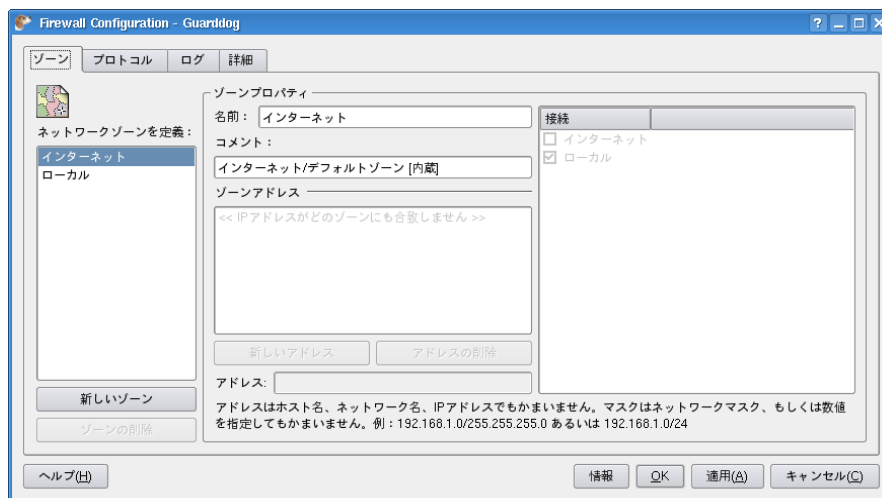 Firewall Configuration - Guarddog
ゾーン
プロトコル
ログ
詳細
ネットワークゾーンを定義：
インターネット
ローカル
新しいゾーン
ゾーンの削除
ゾーンプロパティ
名前： インターネット
コメント：
インターネット/デフォルトゾーン [内蔵]
ゾーンアドレス
<< IPアドレスがどのゾーンにも合致しません >>
新しいアドレス
アドレスの削除
アドレス:
接続
インターネット
ローカル
アドレスはホスト名、ネットワーク名、IPアドレスでもかまいません。マスクはネットワークマスク、もしくは数値
を指定してもかまいません。例：192.168.1.0/255.255.255.0 あるいは 192.168.1.0/24
ヘルプ(H)
情報
OK
適用(A)
キャンセル(C)